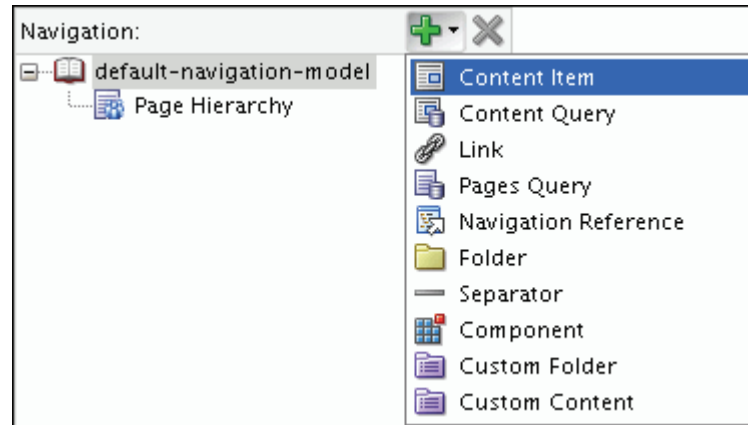 Navigation:
default-navigation-model
Page Hierarchy
Content Item
Content Query
Link
Pages Query
Navigation Reference
Folder
Separator
Component
Custom Folder
Custom Content